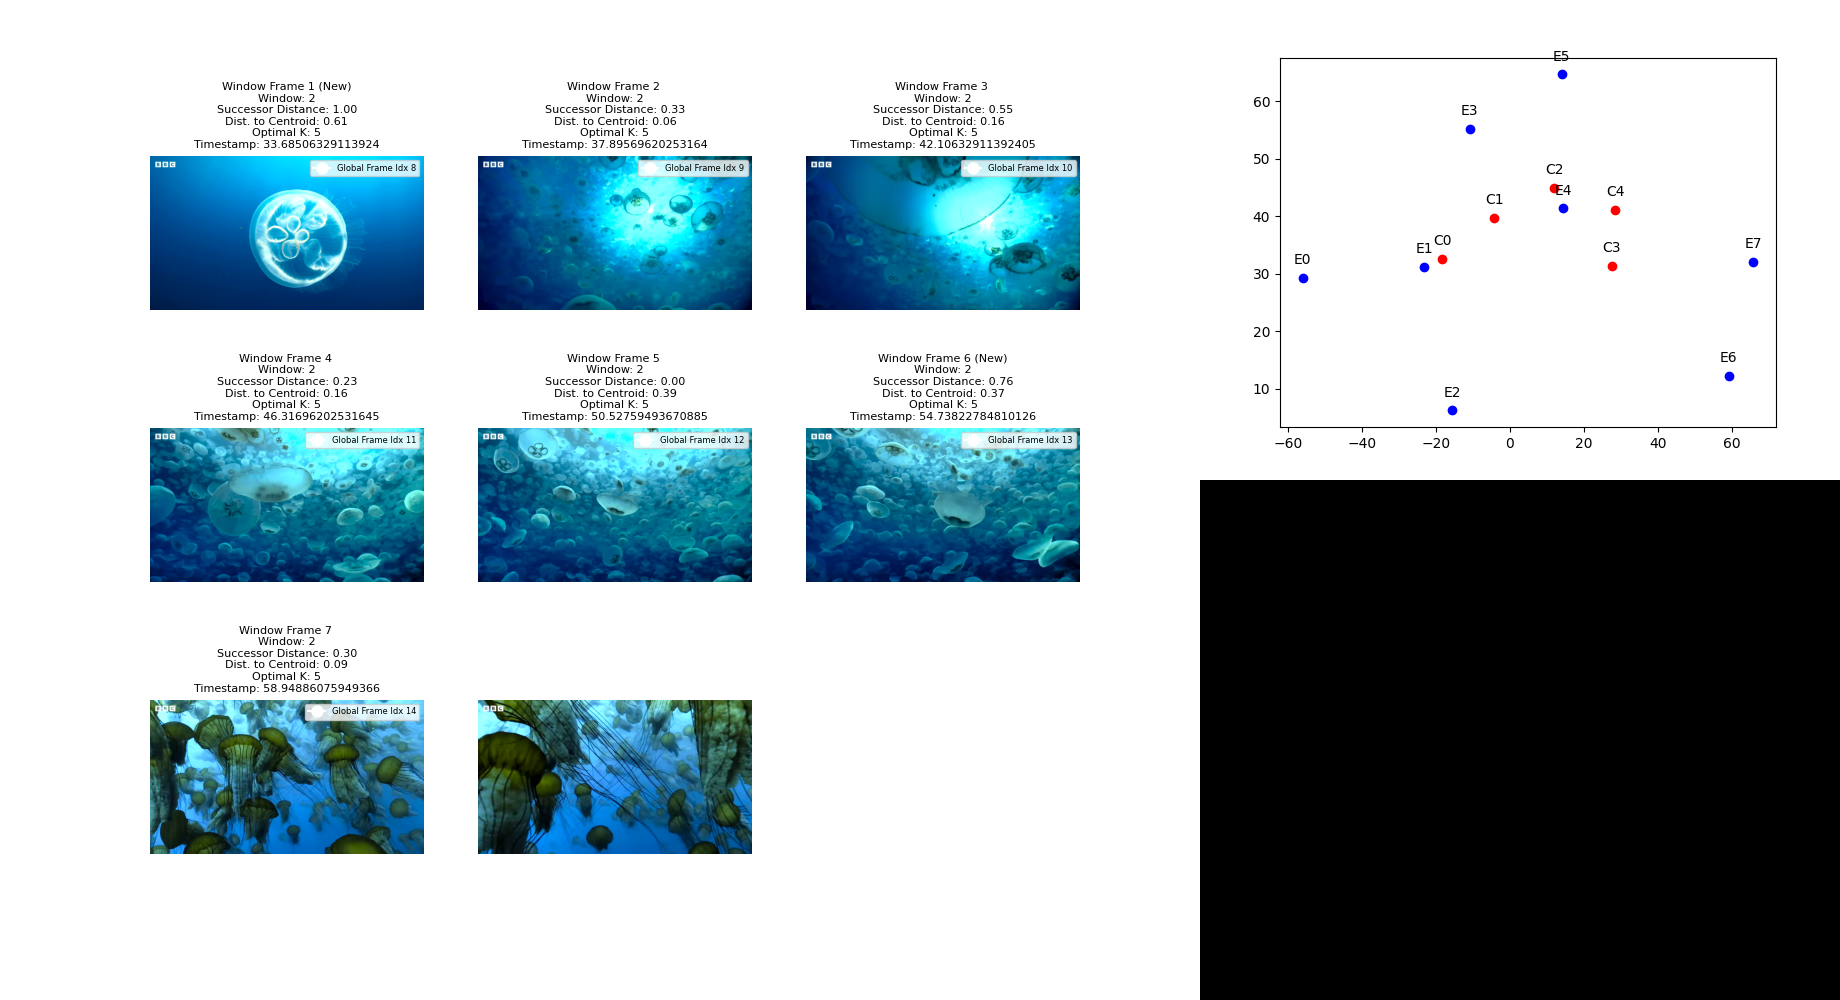 Window Frame 1 (New)
Window: 2
Successor Distance: 1.00
Dist. to Centroid: 0.61
Optimal K: 5
Timestamp: 33.68506329113924
BBC
Global Frame Idx 8
Window Frame 2
Window: 2
Successor Distance: 0.33
Dist. to Centroid: 0.06
Optimal K: 5
Timestamp: 37.89569620253164
BBC
Global Frame Idx 9
Window Frame 3
Window: 2
Successor Distance: 0.55
Dist. to Centroid: 0.16
Optimal K: 5
Timestamp: 42.10632911392405
BBC
Global Frame Idx 10
Window Frame 4
Window: 2
Successor Distance: 0.23
Dist. to Centroid: 0.16
Optimal K: 5
Timestamp: 46.31696202531645
BBC
Global Frame Idx 11
Window Frame 5
Window: 2
Successor Distance: 0.00
Dist. to Centroid: 0.39
Optimal K: 5
Timestamp: 50.52759493670885
BBC
Global Frame Idx 12
Window Frame 6 (New)
Window: 2
Successor Distance: 0.76
Dist. to Centroid: 0.37
Optimal K: 5
Timestamp: 54.73822784810126
BBC
Global Frame Idx 13
Window Frame 7
Window: 2
Successor Distance: 0.30
Dist. to Centroid: 0.09
Optimal K: 5
Timestamp: 58.94886075949366
BBC
Global Frame Idx 14
BBC
E5
60
E3
50
C2
E4
C4
C1
40
C0
E1
C3
E7
E0
30
20
E6
10
E2
−60
−40
−20
0
20
40
60